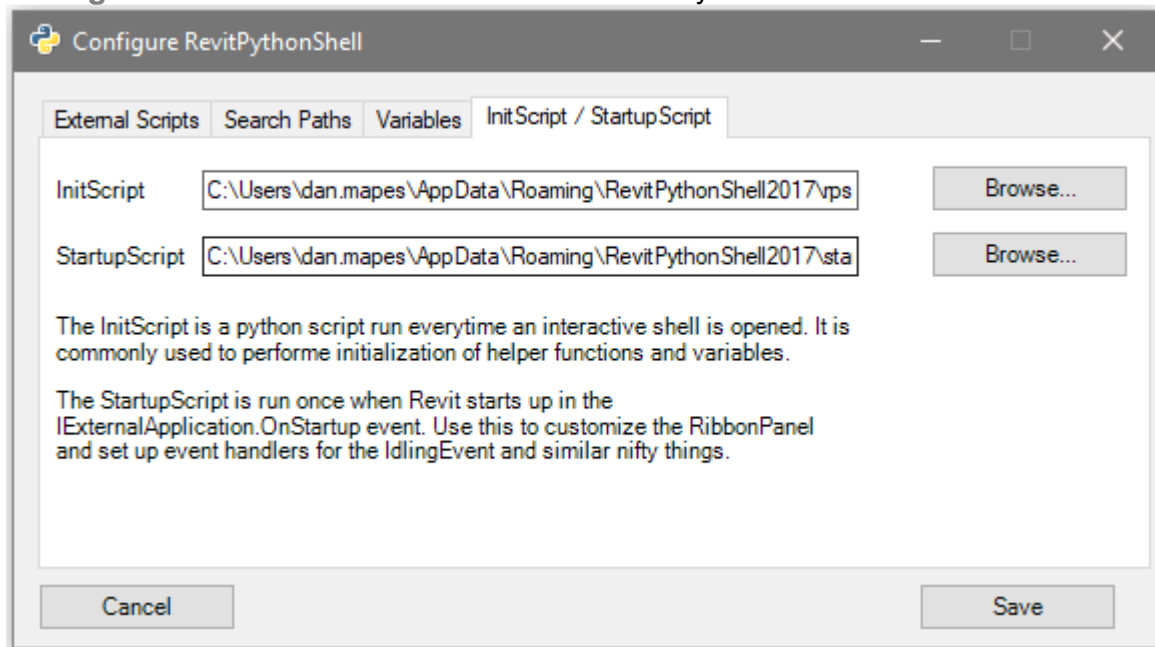 Configure RevitPythonShell
External Scripts Search Paths Variables InitScript / StartupScript
InitScript C:\Users\dan.mapes\AppData\Roaming\RevitPythonShell2017\rps Browse...
StartupScript C:\Users\dan.mapes\AppData\Roaming\RevitPythonShell2017\sta Browse...
The InitScript is a python script run everytime an interactive shell is opened. It is
commonly used to performe initialization of helper functions and variables.
The StartupScript is run once when Revit starts up in the
IExternalApplication.OnStartup event. Use this to customize the RibbonPanel
and set up event handlers for the IdlingEvent and similar nifty things.
Cancel Save